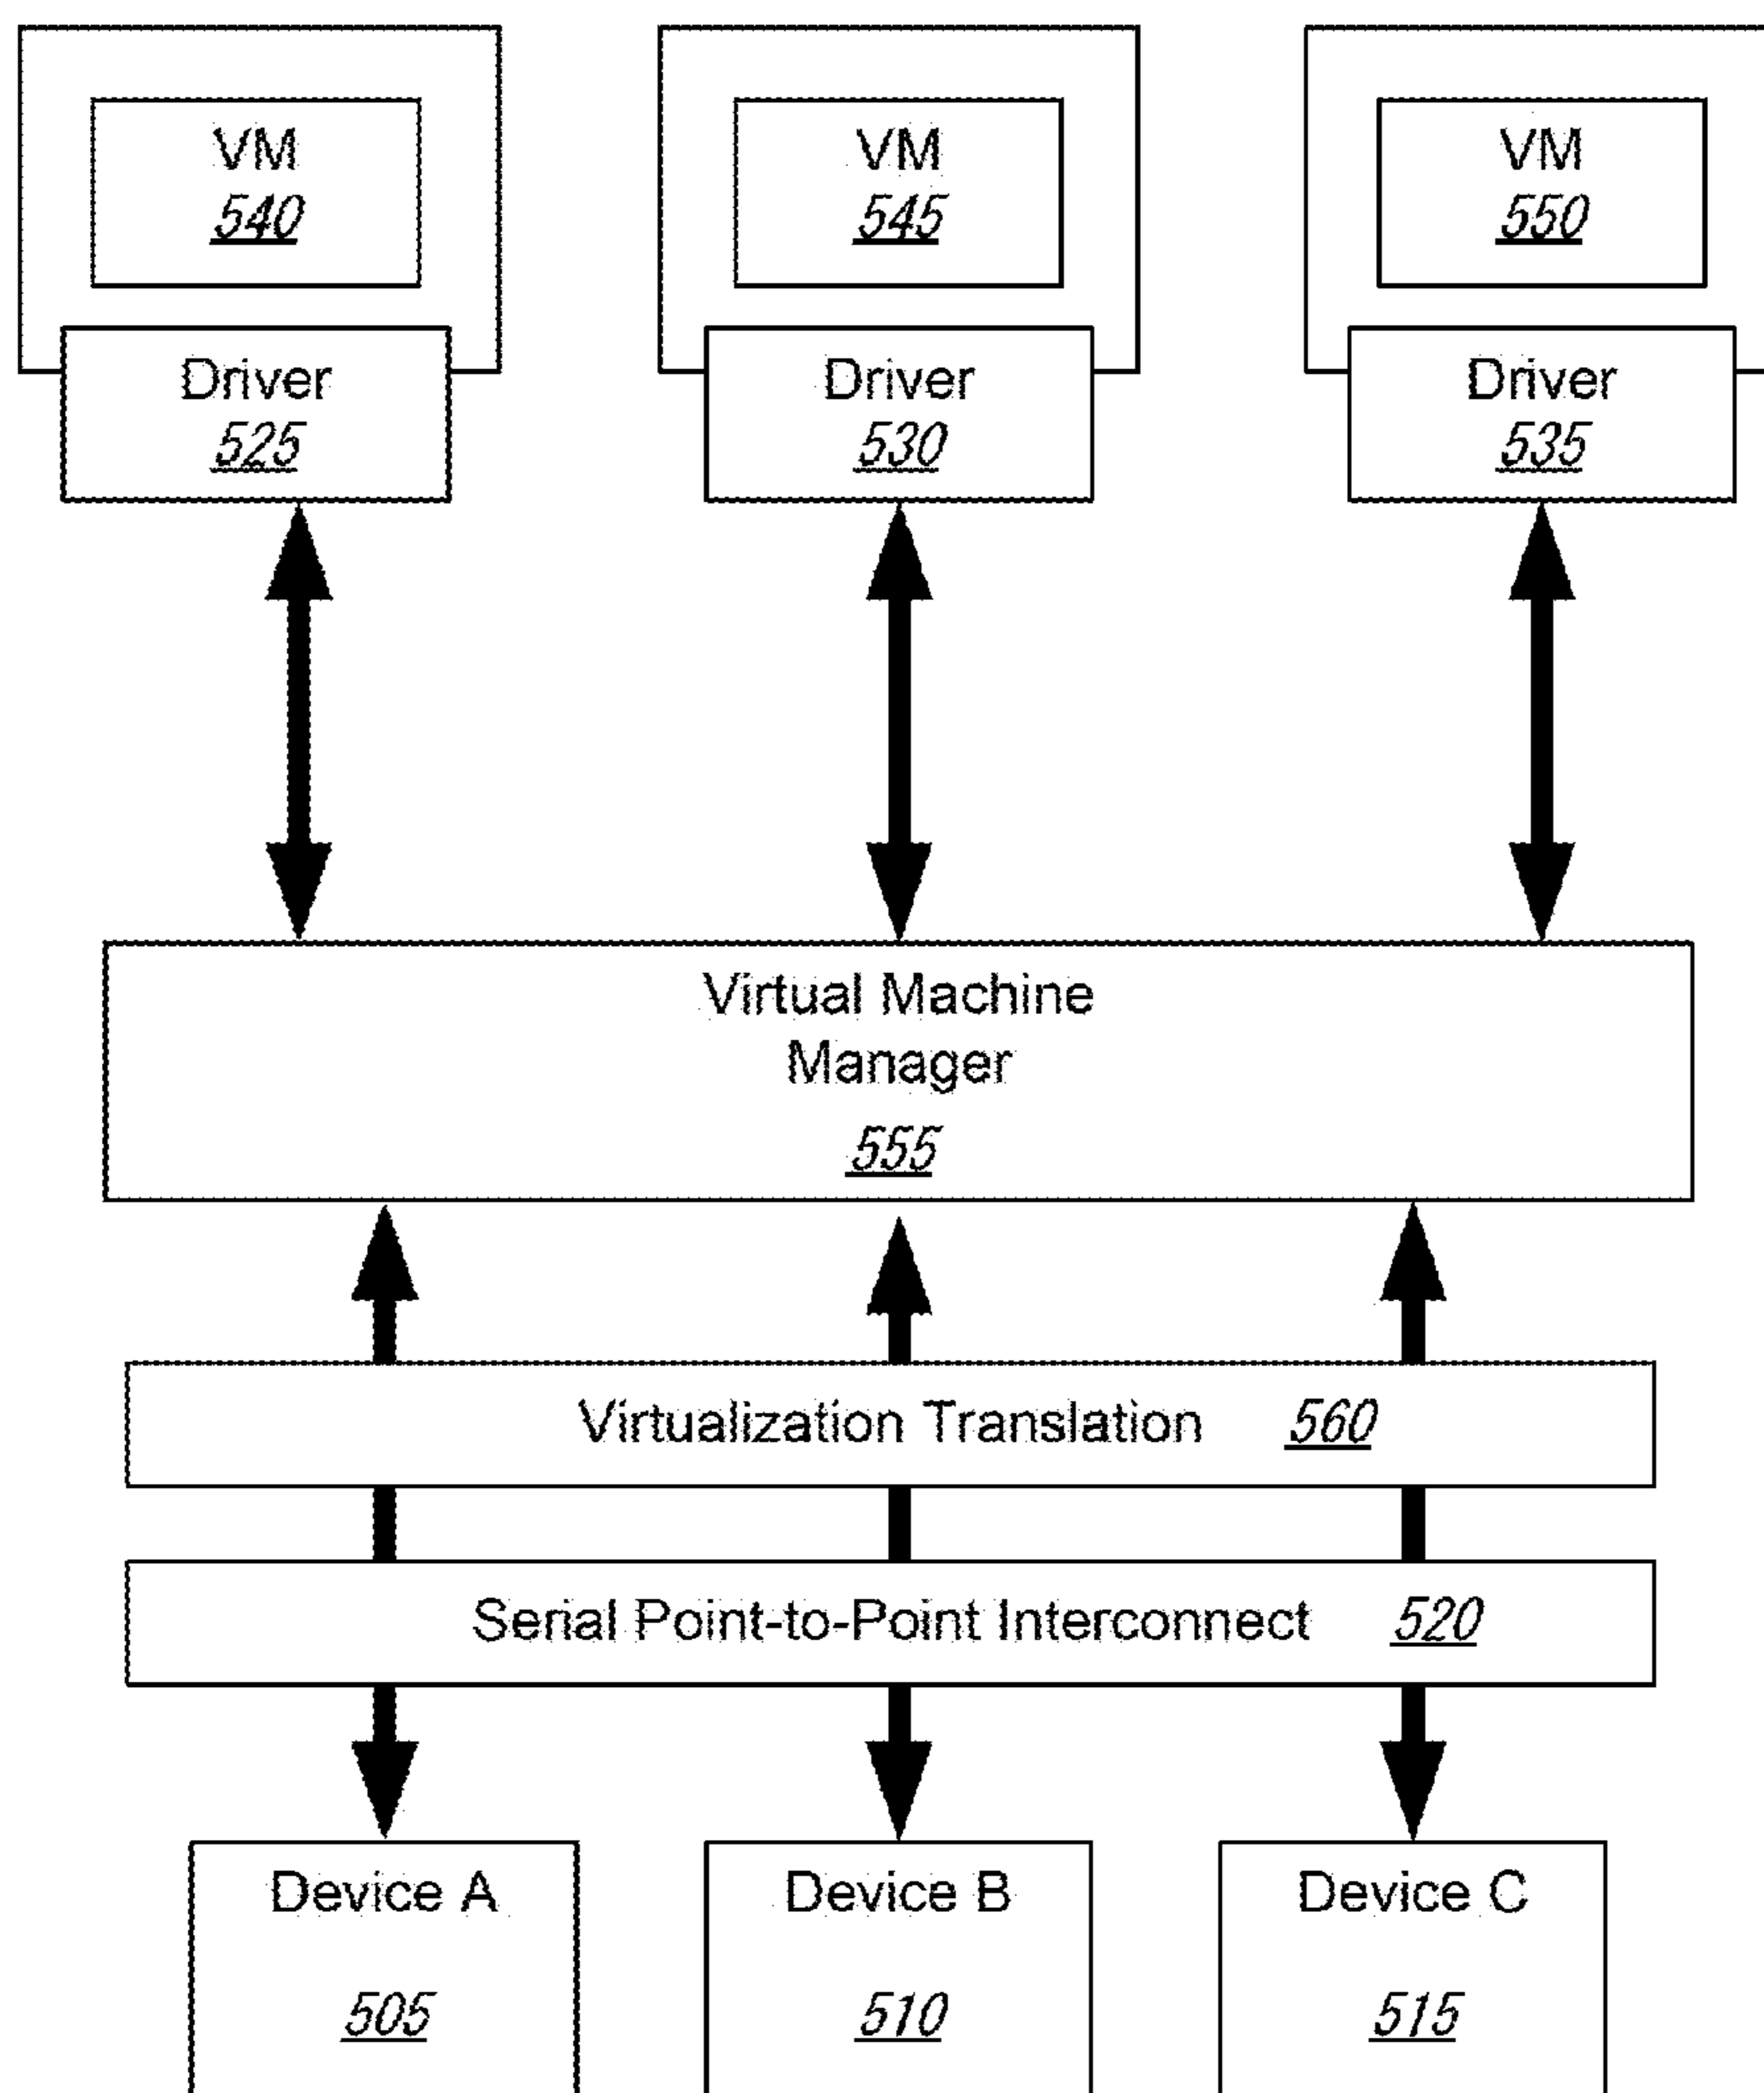 VM
540
VM
545
VM
550
Driver
525
Driver
530
Driver
535
Virtual Machine
Manager
555
Virtualization Translation 560
Serial Point-to-Point Interconnect 520
Device A
505
Device B
510
Device C
515